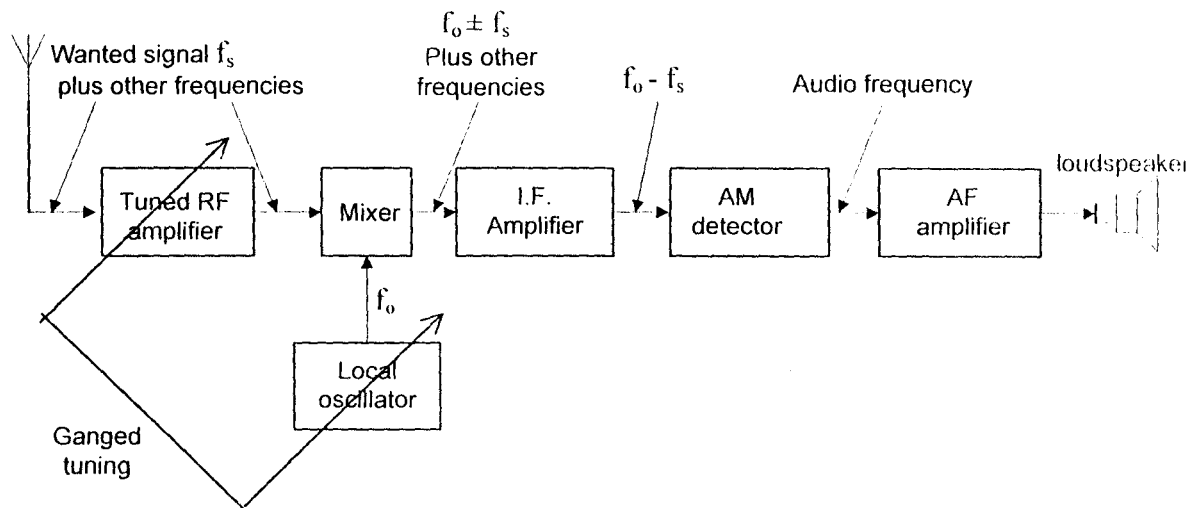 Wanted signal fₛ
plus other frequencies
fₒ ± fₛ
Plus other
frequencies
fₒ - fₛ
Audio frequency
loudspeaker
Tuned RF
amplifier
Mixer
I.F.
Amplifier
AM
detector
AF
amplifier
fₒ
Local
oscillator
Ganged
tuning